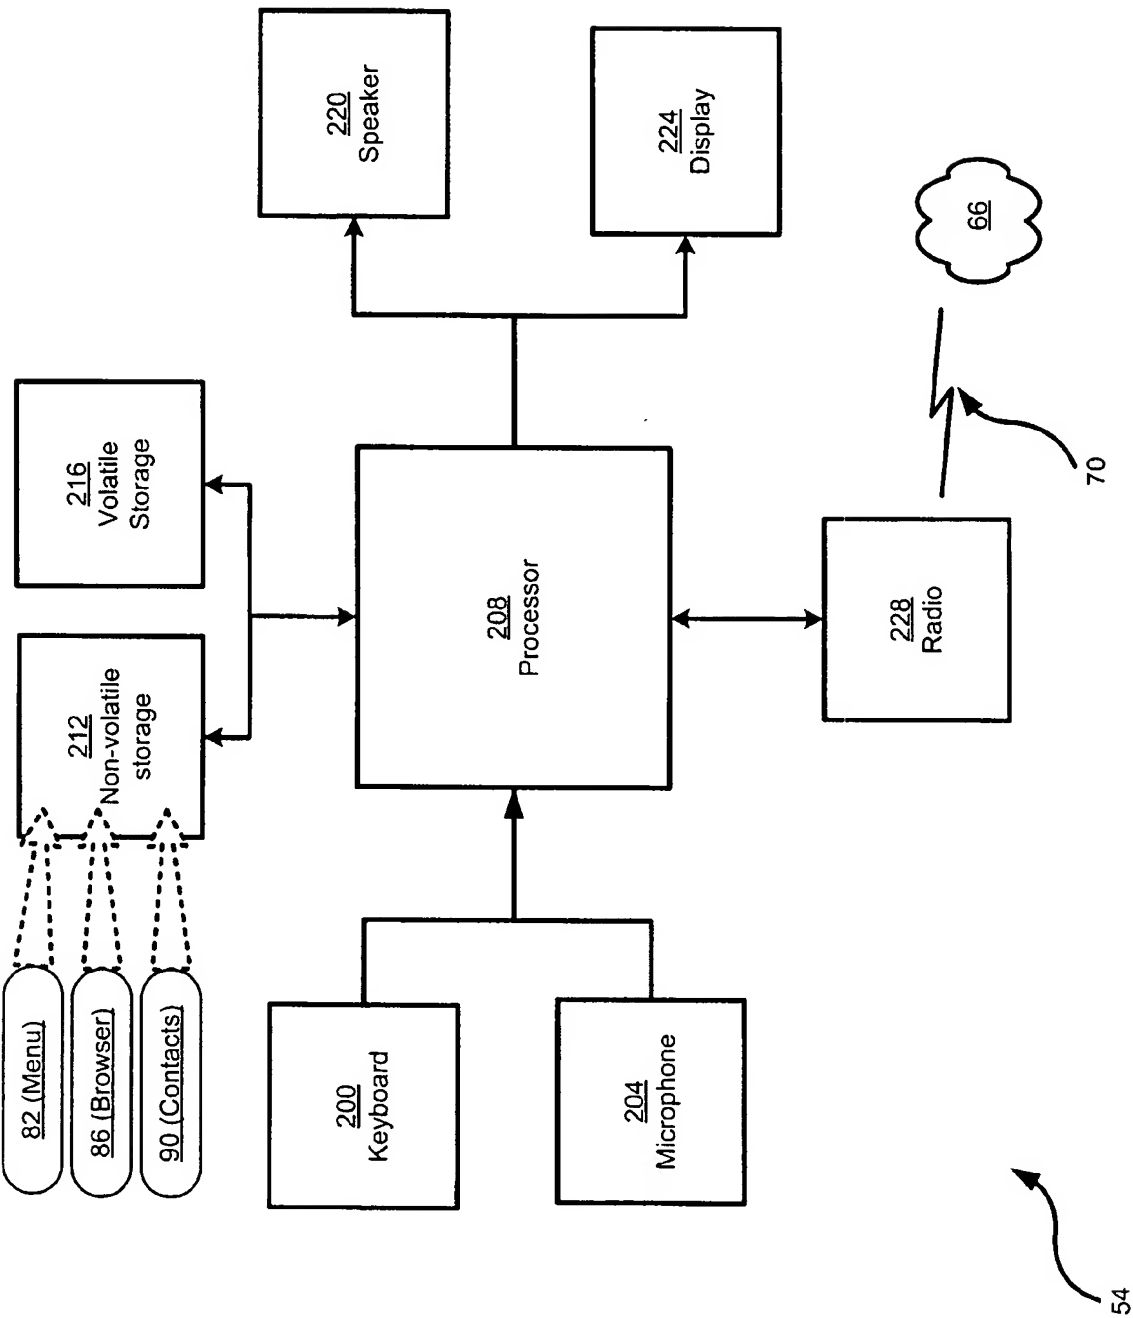 82 (Menu)
86 (Browser)
90 (Contacts)
212
Non-volatile
storage
216
Volatile
Storage
200
Keyboard
204
Microphone
208
Processor
220
Speaker
224
Display
228
Radio
70
66
54